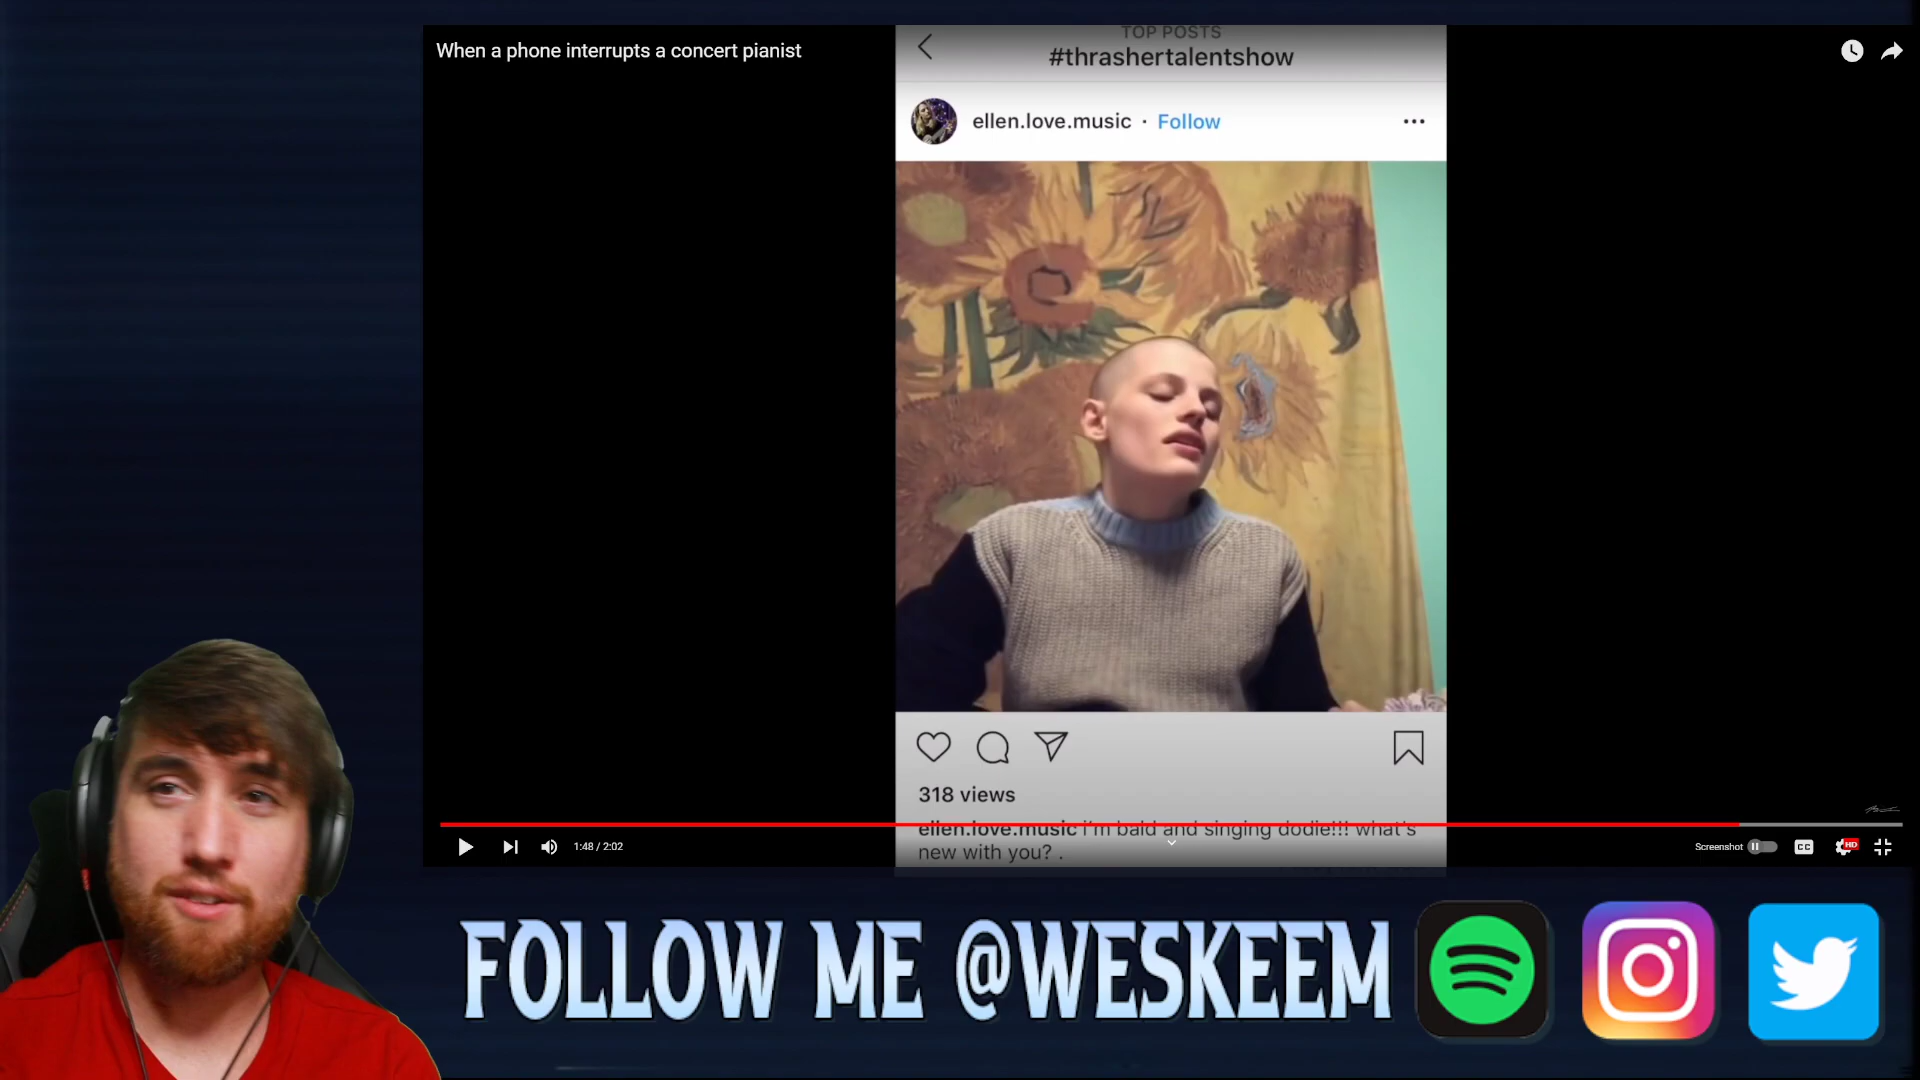 When a phone interrupts a concert pianist
TOP POSTS
#thrashertalentshow
ellen.love.music · Follow
318 views
ellen.love.music i'm bald and singing dodie!!! what's
new with you? .
1:48 / 2:02
Screenshot
CC
HD
FOLLOW ME @WESKEEM